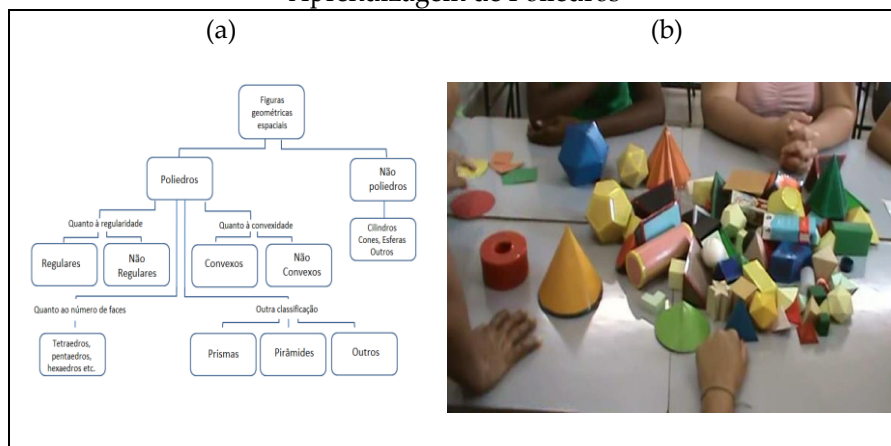 Aprendizagem de Poliedros
(a)
(b)
Figuras
geométricas
espaciais
Poliedros
Não
poliedros
Quanto à regularidade
Quanto à convexidade
Cilindros
Cones, Esferas
Outros
Regulares
Não
Regulares
Convexos
Não
Convexos
Quanto ao número de faces
Outra classificação
Tetraedros,
pentaedros,
hexaedros etc.
Prismas
Pirâmides
Outros